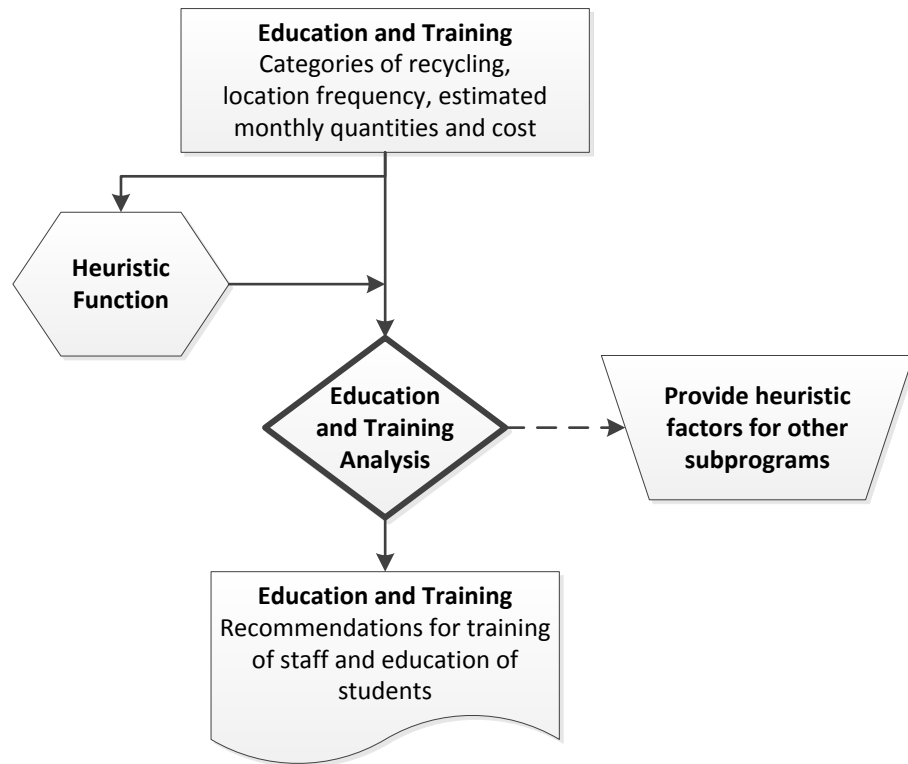 Education and Training
Categories of recycling,
location frequency, estimated
monthly quantities and cost
Heuristic
Function
Education
and Training
Analysis
Provide heuristic
factors for other
subprograms
Education and Training
Recommendations for training
of staff and education of
students